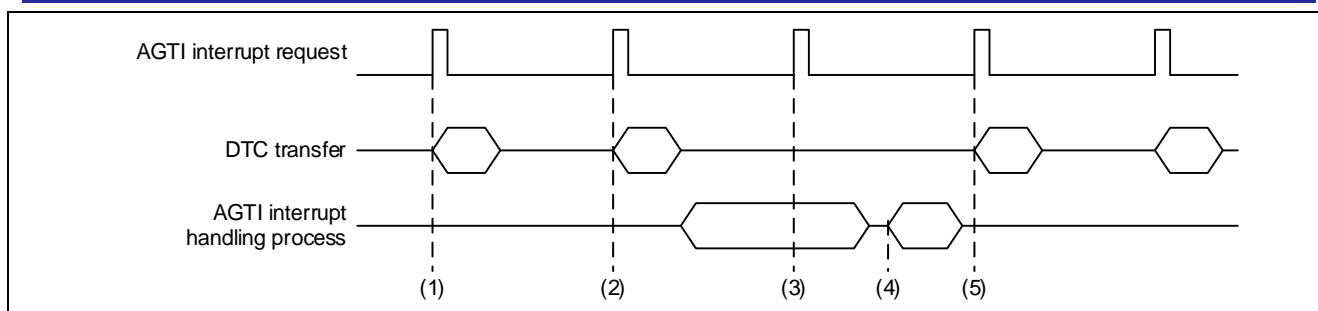 AGTI interrupt request
DTC transfer
AGTI interrupt
handling process
(1) (2) (3) (4) (5)